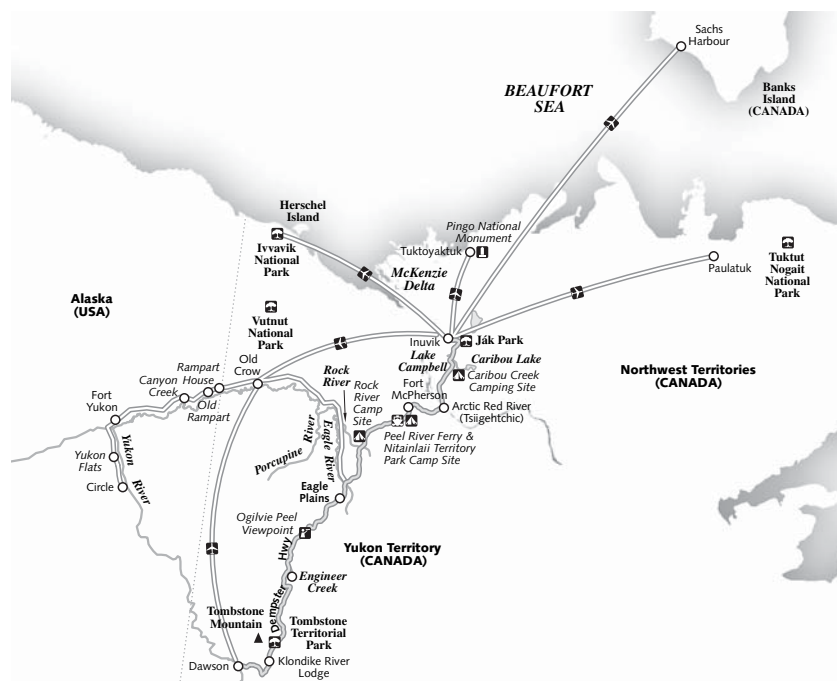 Sachs
Harbour
BEAUFORT
SEA
Banks
Island
(CANADA)
Herschel
Island
Pingo National
Monument
Ivvavik
National
Park
Tuktoyaktuk
McKenzie
Delta
Paulatuk
Tuktut
Nogait
National
Park
Alaska
(USA)
Vutnut
National
Park
Inuvik
Ják Park
Lake
Campbell
Caribou Lake
Caribou Creek
Camping Site
Northwest Territories
(CANADA)
Old
Crow
Rampart
House
Canyon
Creek
Old
Rampart
Fort
Yukon
Rock
River
Rock
River
Camp
Site
Fort
McPherson
Arctic Red River
(Tsiigehtchic)
Peel River Ferry &
Nitainlaii Territory
Park Camp Site
Yukon
River
Yukon
Flats
Circle
Porcupine
River
Eagle River
Eagle
Plains
Ogilvie Peel
Viewpoint
Yukon Territory
(CANADA)
Dempster Hwy
Engineer
Creek
Tombstone
Mountain
Tombstone
Territorial
Park
Dawson
Klondike River
Lodge